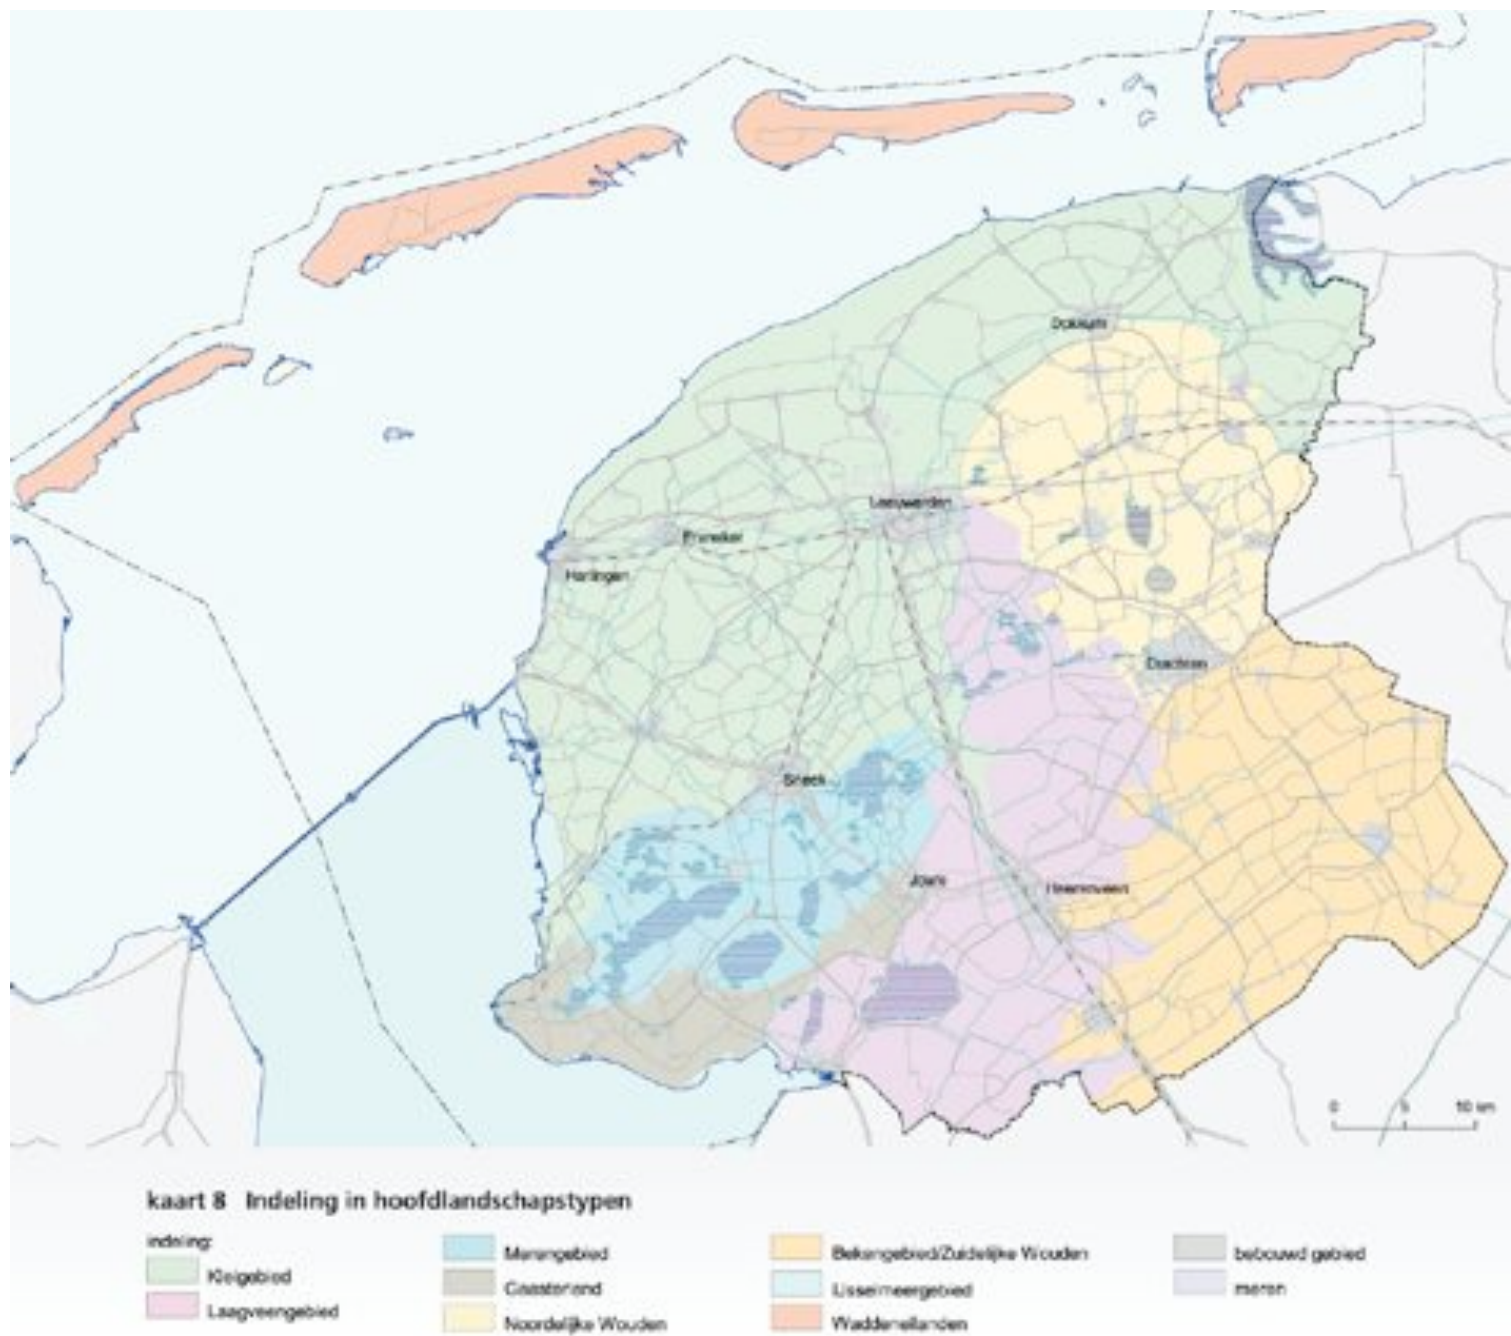 Dokkum
Leeuwarden
Franeker
Harlingen
Drachten
Sneek
Joure
Heerenveen
0 5 10 km
kaart 8 Indeling in hoofdlandschapstypen
indeling:
Kleigebied
Laagveengebied
Merengebied
Gaasterland
Noordelijke Wouden
Bekengebied/Zuidelijke Wouden
IJsselmeergebied
Waddeneilanden
bebouwd gebied
meren